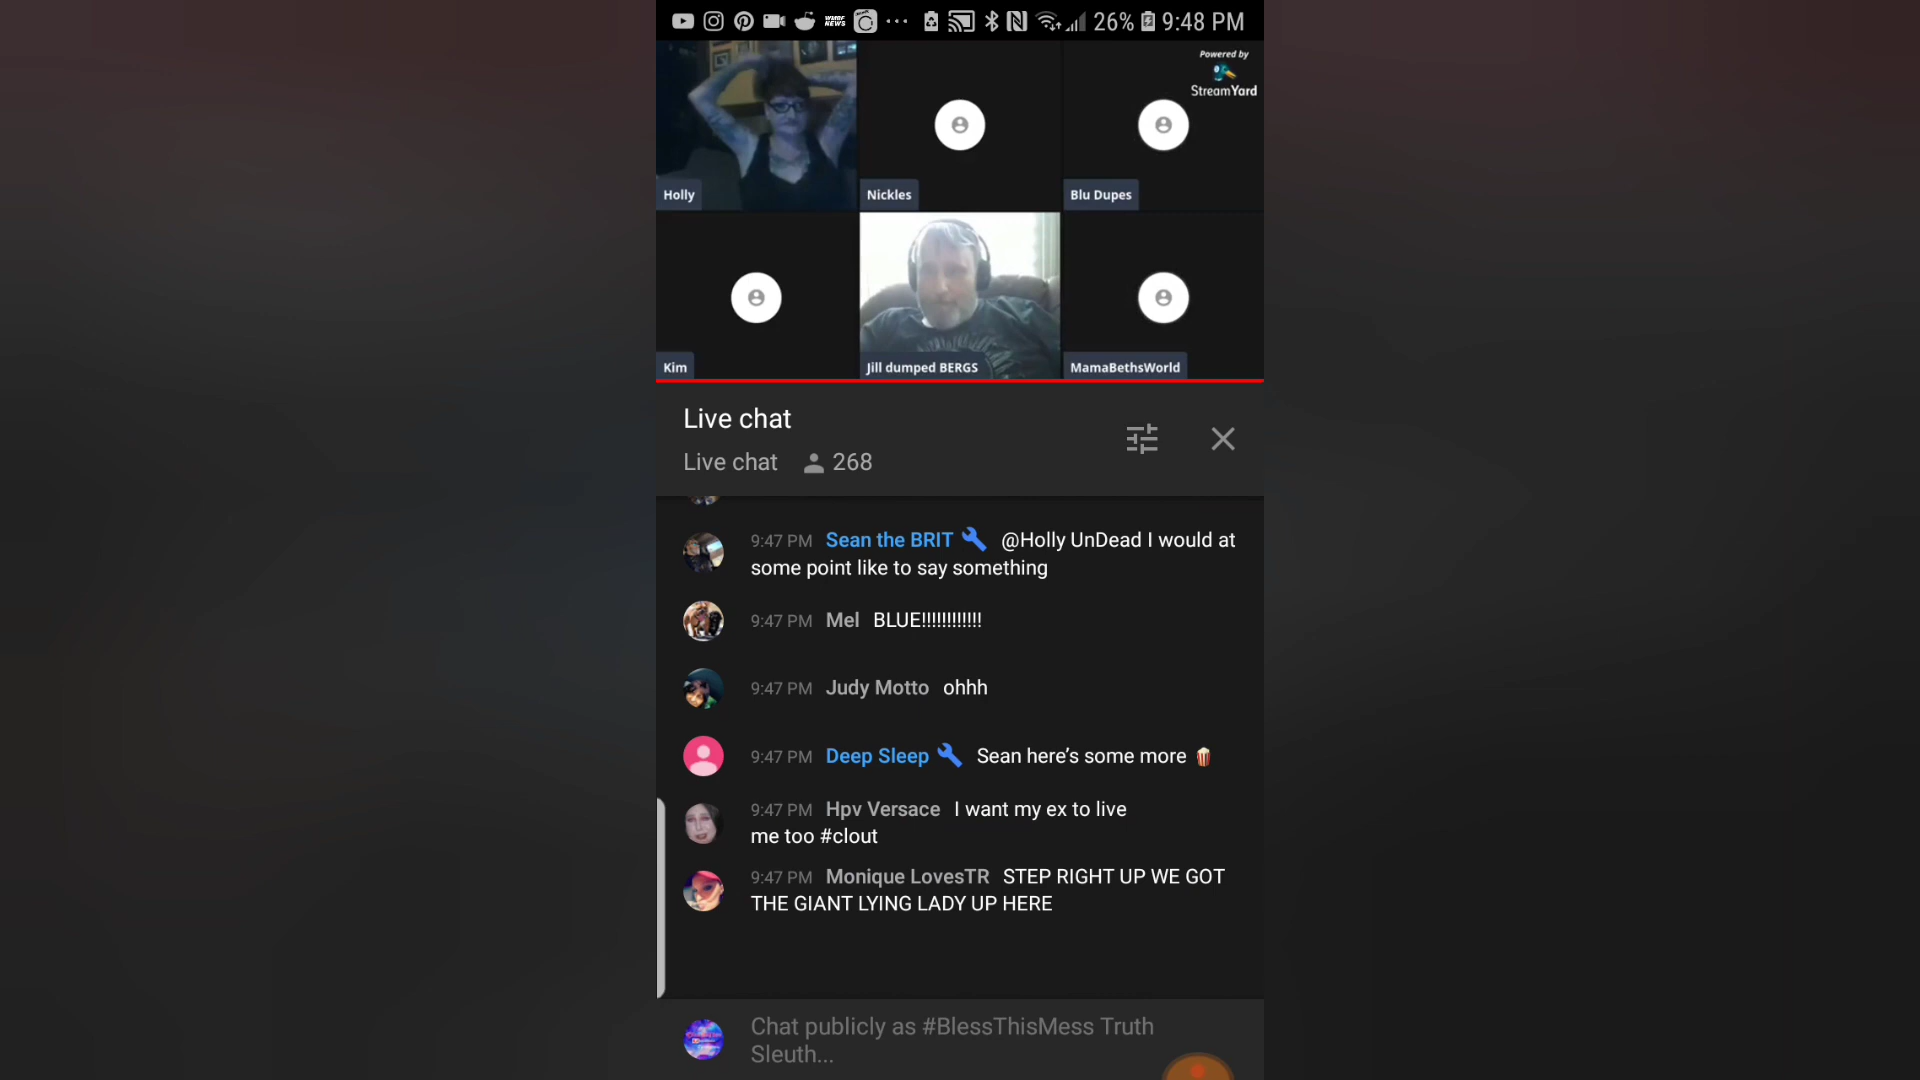 26% 9:48 PM
Powered by
StreamYard
Holly
Nickles
Blu Dupes
Kim
Jill dumped BERGS
MamaBethsWorld
Live chat
Live chat 268
9:47 PM Sean the BRIT @Holly UnDead I would at
some point like to say something
9:47 PM Mel BLUE!!!!!!!!!!!!
9:47 PM Judy Motto ohhh
9:47 PM Deep Sleep Sean here’s some more 🍿
9:47 PM Hpv Versace I want my ex to live
me too #clout
9:47 PM Monique LovesTR STEP RIGHT UP WE GOT
THE GIANT LYING LADY UP HERE
Chat publicly as #BlessThisMess Truth
Sleuth...